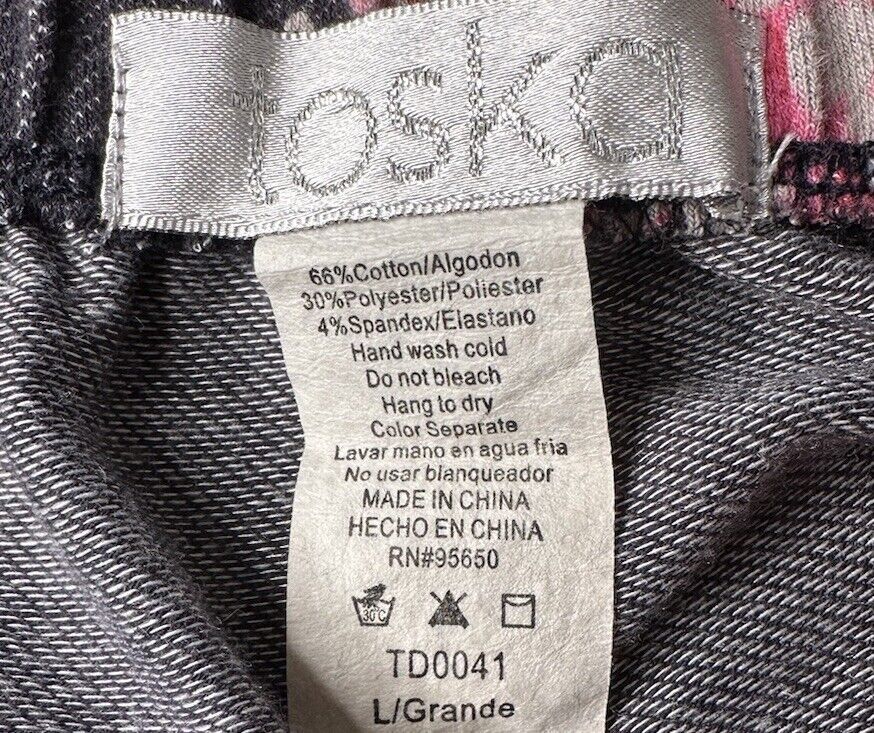 toska
66%Cotton/Algodon
30%Polyester/Poliester
4%Spandex/Elastano
Hand wash cold
Do not bleach
Hang to dry
Color Separate
Lavar mano en agua fria
No usar blanqueador
MADE IN CHINA
HECHO EN CHINA
RN#95650
30°C
TD0041
L/Grande